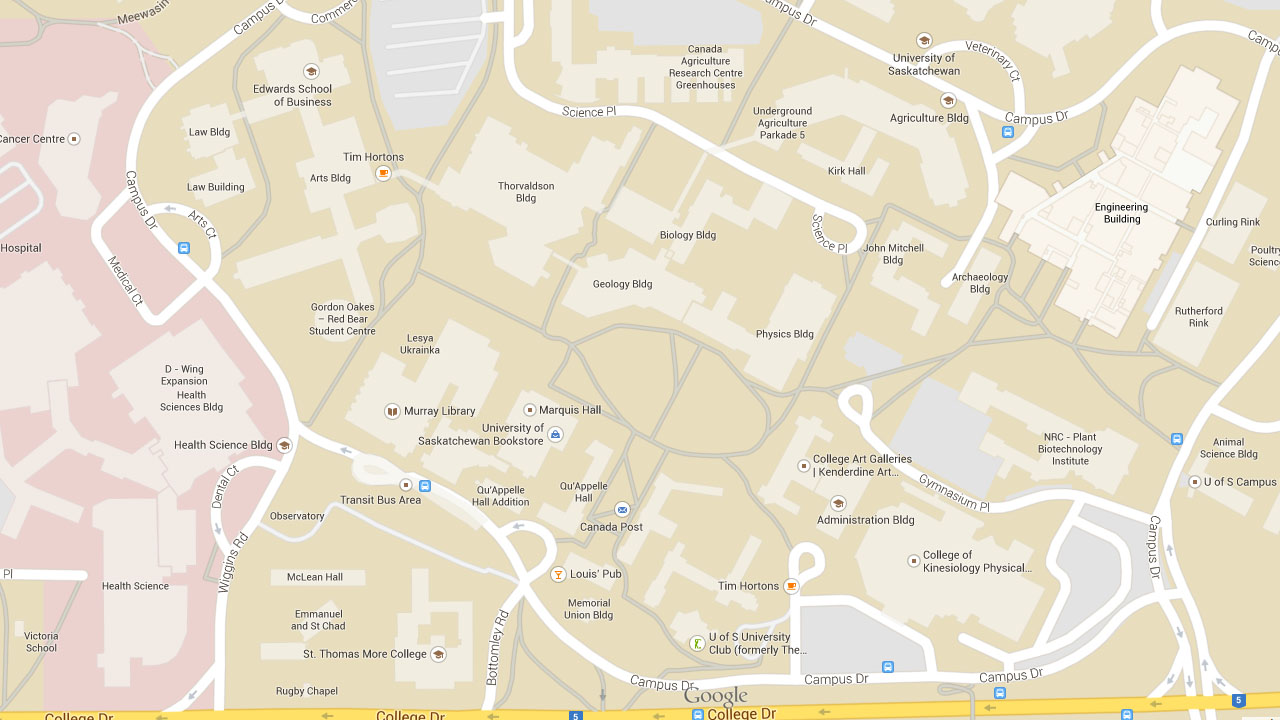 Meewasin
Campus D
Commerc
Campus Dr
Campu
University of
Saskatchewan
Veterinary Ct
Canada
Agriculture
Research Centre
Greenhouses
Edwards School
of Business
Science Pl
Underground
Agriculture
Parkade 5
Agriculture Bldg
Campus Dr
Cancer Centre
Law Bldg
Tim Hortons
Arts Bldg
Law Building
Thorvaldson
Bldg
Kirk Hall
Campus Dr
Arts Ct
Engineering
Building
Curling Rink
Biology Bldg
Science Pl
John Mitchell
Bldg
Hospital
Poultry
Scienc
Medical Ct
Geology Bldg
Archaeology
Bldg
Gordon Oakes
– Red Bear
Student Centre
Rutherford
Rink
Physics Bldg
Lesya
Ukrainka
D - Wing
Expansion
Health
Sciences Bldg
Murray Library
Marquis Hall
University of
Saskatchewan Bookstore
Health Science Bldg
NRC - Plant
Biotechnology
Institute
Animal
Science Bldg
College Art Galleries
| Kenderdine Art...
Dental Ct
Transit Bus Area
Qu'Appelle
Hall Addition
Qu'Appelle
Hall
Gymnasium Pl
U of S Campus
Observatory
Canada Post
Administration Bldg
Wiggins Rd
Campus Dr
College of
Kinesiology Physical...
Pl
Health Science
McLean Hall
Louis' Pub
Tim Hortons
Emmanuel
and St Chad
Memorial
Union Bldg
Victoria
School
Bottomley Rd
St. Thomas More College
U of S University
Club (formerly The...
Rugby Chapel
Campus Dr
Campus Dr
Campus Dr
Google
5
College Dr
College Dr
5
College Dr